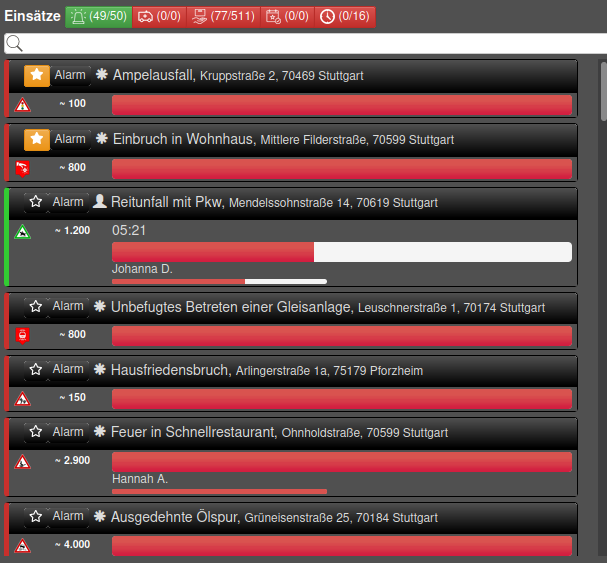 Einsätze (49/50) (0/0) (77/511) (0/0) (0/16)
Alarm Ampelausfall, Kruppstraße 2, 70469 Stuttgart
~ 100
Alarm Einbruch in Wohnhaus, Mittlere Filderstraße, 70599 Stuttgart
~ 800
Alarm Reitunfall mit Pkw, Mendelssohnstraße 14, 70619 Stuttgart
~ 1.200 05:21
Johanna D.
Alarm Unbefugtes Betreten einer Gleisanlage, Leuschnerstraße 1, 70174 Stuttgart
~ 800
Alarm Hausfriedensbruch, Arlingerstraße 1a, 75179 Pforzheim
~ 150
Alarm Feuer in Schnellrestaurant, Ohnholdstraße, 70599 Stuttgart
~ 2.900
Hannah A.
Alarm Ausgedehnte Ölspur, Grüneisenstraße 25, 70184 Stuttgart
~ 4.000